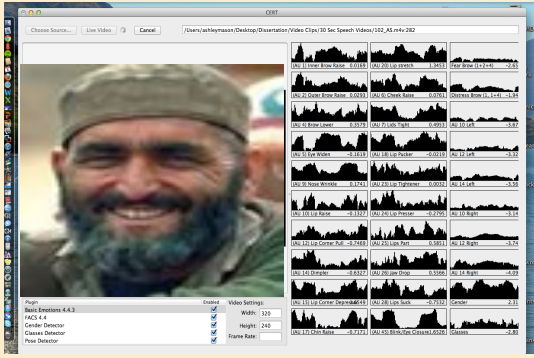 CERT
Choose Source...
Live Video
Cancel
/Users/ashleymason/Desktop/Dissertation/Video Clips/30 Sec Speech Videos/102_AS.m4v:282
(AU 1) Inner Brow Raise 0.0169
(AU 20) Lip stretch 1.3453
Fear Brow (1+2+4) -2.65
(AU 2) Outer Brow Raise 0.0293
(AU 6) Cheek Raise 0.0761
Distress Brow (1, 1+4) -1.94
(AU 4) Brow Lower 0.3579
(AU 7) Lids Tight 0.4953
AU 10 Left -3.67
(AU 5) Eye Widen -0.1619
(AU 18) Lip Pucker -0.0219
AU 12 Left -3.32
(AU 9) Nose Wrinkle 0.1741
(AU 23) Lip Tightener 0.0032
AU 14 Left -3.56
(AU 10) Lip Raise -0.1327
(AU 24) Lip Presser -0.2795
AU 10 Right -3.14
(AU 12) Lip Corner Pull -0.7469
(AU 25) Lips Part 0.5851
AU 12 Right -3.74
(AU 14) Dimpler -0.6327
(AU 26) Jaw Drop 0.5566
AU 14 Right -4.09
(AU 15) Lip Corner Depressor
(AU 28) Lips Suck -0.7532
Gender 2.31
(AU 17) Chin Raise -0.7171
(AU 45) Blink/Eye Closure 1.6526
Glasses -2.80
Plugin
Enabled
Basic Emotions 4.4.3
FACS 4.4
Gender Detector
Glasses Detector
Pose Detector
Video Settings:
Width: 320
Height: 240
Frame Rate: